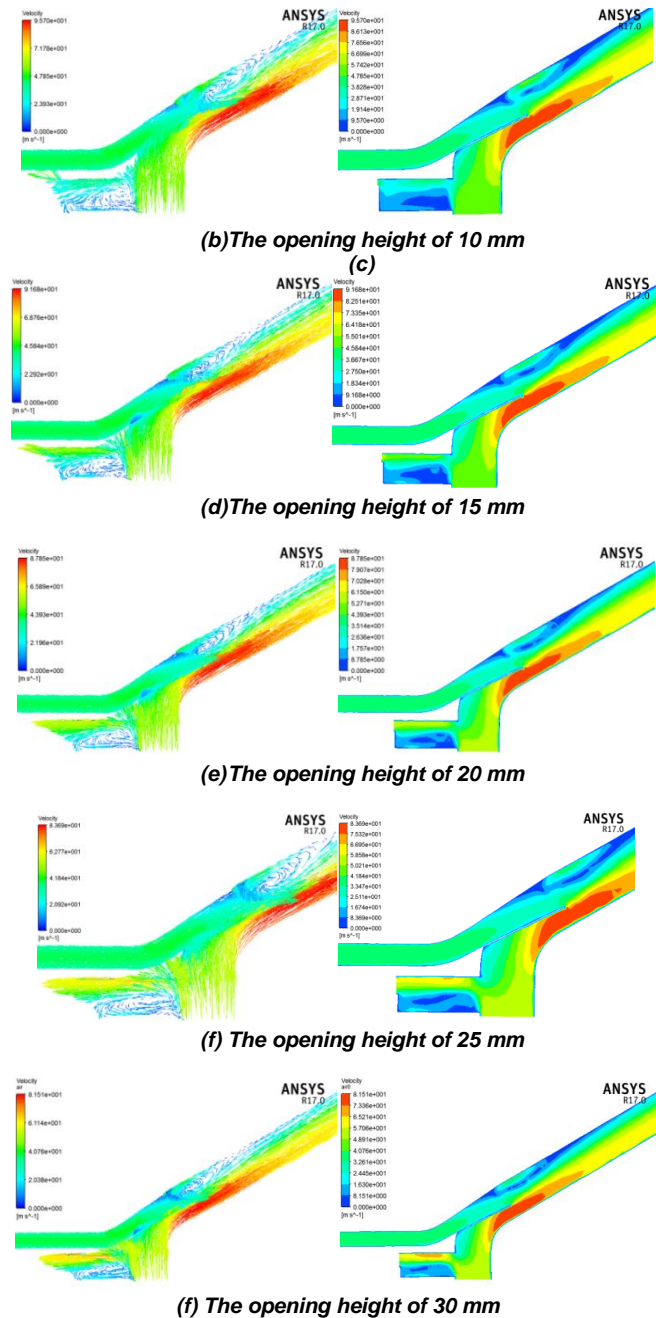 ANSYS
R17.0
Velocity
9.570e+001
7.178e+001
4.785e+001
2.393e+001
0.000e+000
[m s^-1]
ANSYS
R17.0
Velocity
9.570e+001
8.613e+001
7.656e+001
6.699e+001
5.742e+001
4.785e+001
3.828e+001
2.871e+001
1.914e+001
9.570e+000
0.000e+000
[m s^-1]
(b)The opening height of 10 mm
(c)
ANSYS
R17.0
Velocity
9.168e+001
6.876e+001
4.584e+001
2.292e+001
0.000e+000
[m s^-1]
ANSYS
R17.0
Velocity
9.168e+001
8.251e+001
7.335e+001
6.418e+001
5.501e+001
4.584e+001
3.667e+001
2.750e+001
1.834e+001
9.168e+000
0.000e+000
[m s^-1]
(d)The opening height of 15 mm
ANSYS
R17.0
Velocity
8.785e+001
6.589e+001
4.393e+001
2.196e+001
0.000e+000
[m s^-1]
ANSYS
R17.0
Velocity
8.785e+001
7.907e+001
7.028e+001
6.150e+001
5.271e+001
4.393e+001
3.514e+001
2.636e+001
1.757e+001
8.785e+000
0.000e+000
[m s^-1]
(e)The opening height of 20 mm
ANSYS
R17.0
Velocity
8.369e+001
6.277e+001
4.184e+001
2.092e+001
0.000e+000
[m s^-1]
ANSYS
R17.0
Velocity
8.369e+001
7.532e+001
6.695e+001
5.858e+001
5.021e+001
4.184e+001
3.347e+001
2.511e+001
1.674e+001
8.369e+000
0.000e+000
[m s^-1]
(f) The opening height of 25 mm
ANSYS
R17.0
Velocity
air
8.151e+001
6.114e+001
4.076e+001
2.038e+001
0.000e+000
[m s^-1]
ANSYS
R17.0
Velocity
air0
8.151e+001
7.336e+001
6.521e+001
5.706e+001
4.891e+001
4.076e+001
3.261e+001
2.445e+001
1.630e+001
8.151e+000
0.000e+000
[m s^-1]
(f) The opening height of 30 mm